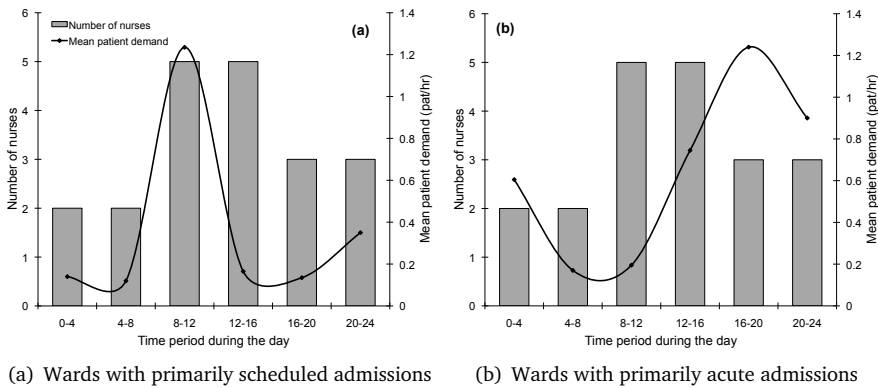 6
5
4
3
2
1
0
Number of nurses
Number of nurses
Mean patient demand
(a)
1.4
1.2
1
0.8
0.6
0.4
0.2
0
Mean patient demand (pat/hr)
0-4 4-8 8-12 12-16 16-20 20-24
Time period during the day
(a) Wards with primarily scheduled admissions
6
5
4
3
2
1
0
Number of nurses
(b)
1.4
1.2
1
0.8
0.6
0.4
0.2
0
Mean patient demand (pat/hr)
0-4 4-8 8-12 12-16 16-20 20-24
Time period during the day
(b) Wards with primarily acute admissions